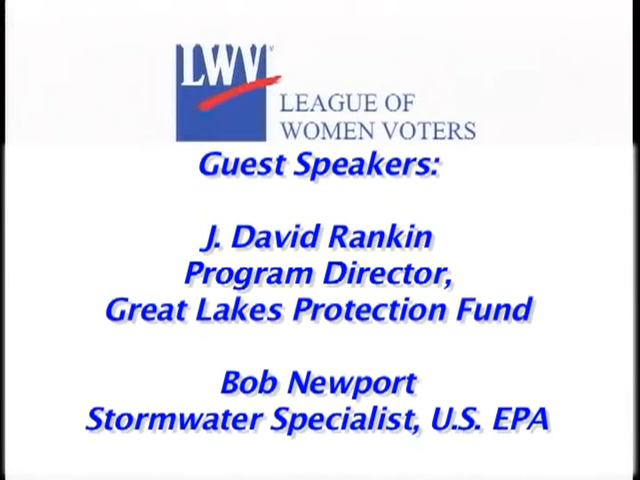 LWV
LEAGUE OF
WOMEN VOTERS
Guest Speakers:
J. David Rankin
Program Director,
Great Lakes Protection Fund
Bob Newport
Stormwater Specialist, U.S. EPA